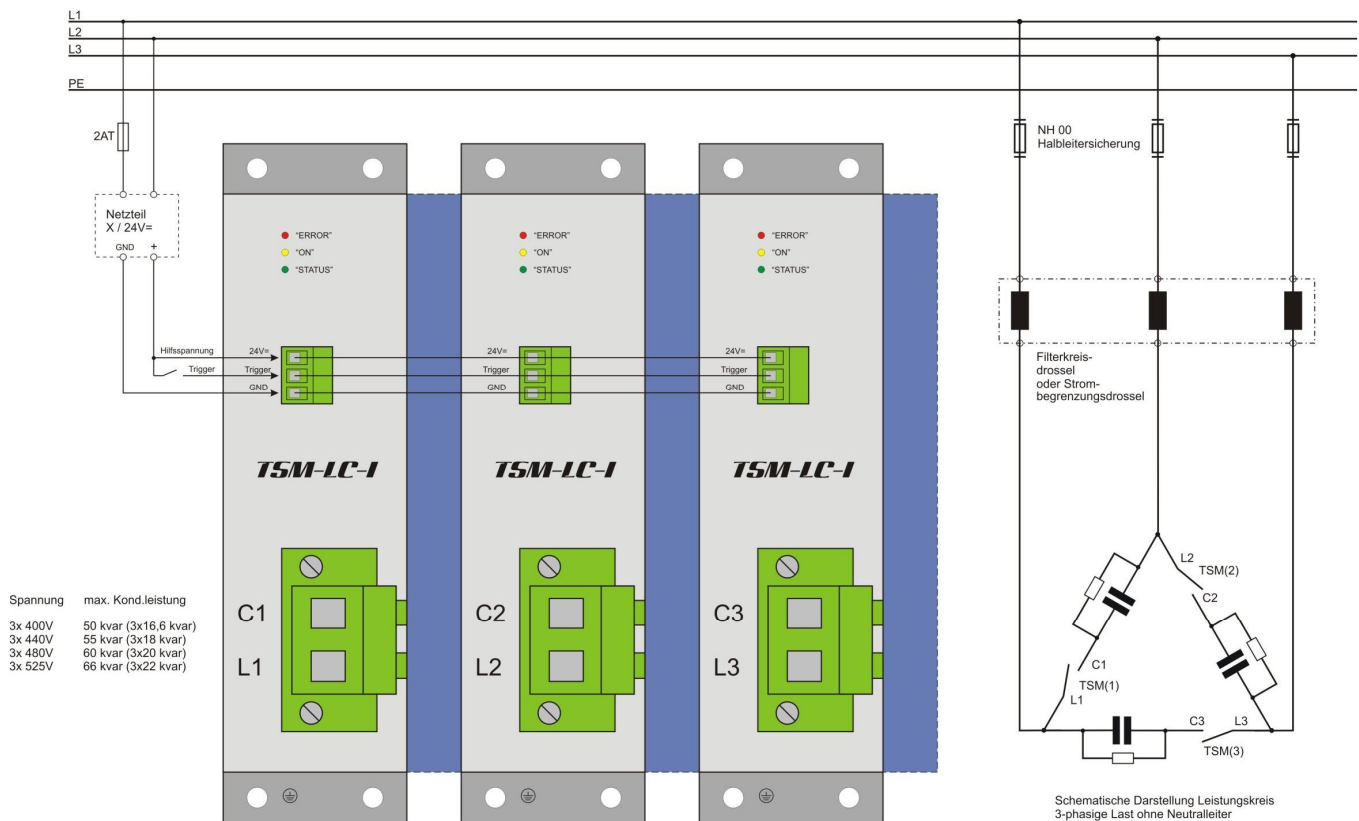 L1
L2
L3
PE
2AT
Netzteil
X / 24V=
GND +
NH 00
Halbleitersicherung
"ERROR"
"ON"
"STATUS"
"ERROR"
"ON"
"STATUS"
"ERROR"
"ON"
"STATUS"
Hilfsspannung 24V=
Trigger Trigger
GND
24V=
Trigger
GND
24V=
Trigger
GND
Filterkreis-
drossel
oder Strom-
begrenzungsdrossel
TSM-LC-I
TSM-LC-I
TSM-LC-I
C1
L1
C2
L2
C3
L3
Spannung max. Kond.leistung
3x 400V 50 kvar (3x16,6 kvar)
3x 440V 55 kvar (3x18 kvar)
3x 480V 60 kvar (3x20 kvar)
3x 525V 66 kvar (3x22 kvar)
L2
TSM(2)
C2
C1
TSM(1)
L1
C3 L3
TSM(3)
Schematische Darstellung Leistungskreis
3-phasige Last ohne Neutralleiter